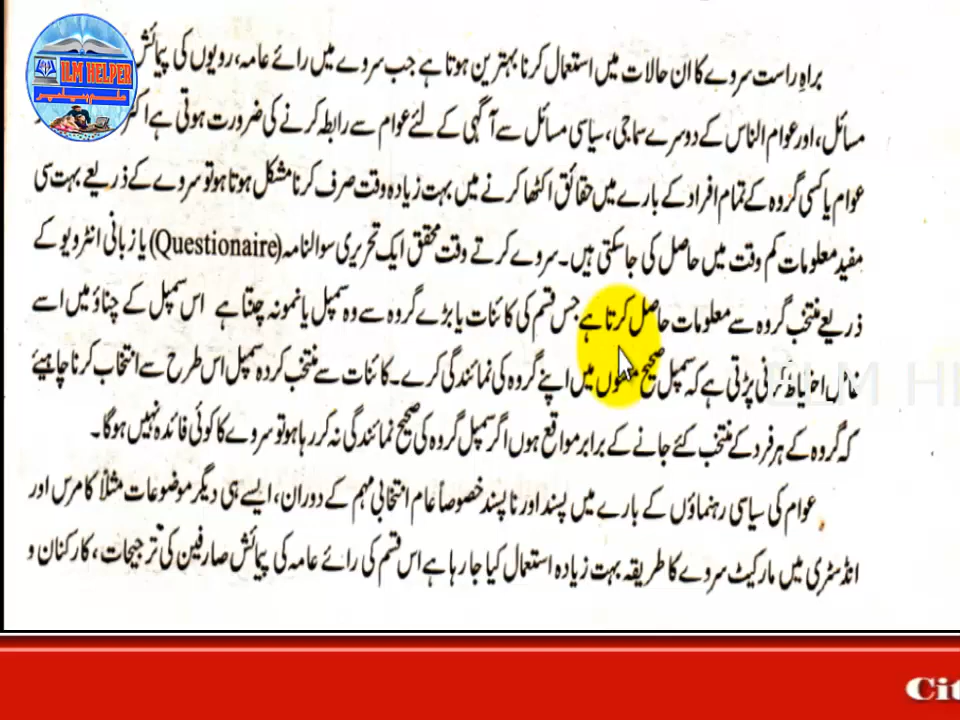 ILM HELPER
علم ہیلپر
براہِ راست سروے کا ان حالات میں استعمال کرنا بہترین ہوتا ہے جب سروے میں رائے عامہ، رویوں کی پیمائش
مسائل، اور عوام الناس کے دوسرے سماجی، سیاسی مسائل سے آگہی کے لئے عوام سے رابطہ کرنے کی ضرورت ہوتی ہے
عوام یا کسی گروہ کے تمام افراد کے بارے میں حقائق اکٹھا کرنے میں بہت زیادہ وقت صرف کرنا مشکل ہوتا ہو تو سروے کے ذریعے بہت سی
مفید معلومات کم وقت میں حاصل کی جاسکتی ہیں۔ سروے کرتے وقت محقق ایک تحریری سوالنامہ (Questionaire) یا زبانی انٹرویو کے
ذریعے منتخب گروہ سے معلومات حاصل کرتا ہے جس قسم کی کائنات یا بڑے گروہ سے وہ سمپل یا نمونہ چنتا ہے اس سمپل کے چناؤ میں اسے
احتیاط کرنی پڑتی ہے کہ سمپل صحیح معنوں میں اپنے گروہ کی نمائندگی کرے۔ کائنات سے منتخب کردہ سمپل اس طرح سے انتخاب کرنا چاہیئے
کہ گروہ کے ہر فرد کے منتخب کئے جانے کے برابر مواقع ہوں اگر سمپل گروہ کی صحیح نمائندگی نہ کر رہا ہو تو سروے کا کوئی فائدہ نہیں ہوگا۔
عوام کی سیاسی رہنماؤں کے بارے میں پسند اور ناپسند خصوصاً عام انتخابی مہم کے دوران، ایسے ہی دیگر موضوعات مثلاً کامرس اور
انڈسٹری میں مارکیٹ سروے کا طریقہ بہت زیادہ استعمال کیا جا رہا ہے اس قسم کی رائے عامہ کی پیمائش صارفین کی ترجیحات، کارکنان و
Cit